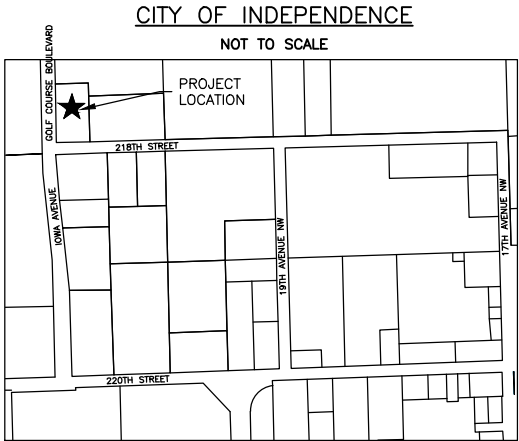 CITY OF INDEPENDENCE
NOT TO SCALE
GOLF COURSE BOULEVARD
PROJECT
LOCATION
218TH STREET
IOWA AVENUE
19TH AVENUE NW
17TH AVENUE NW
220TH STREET